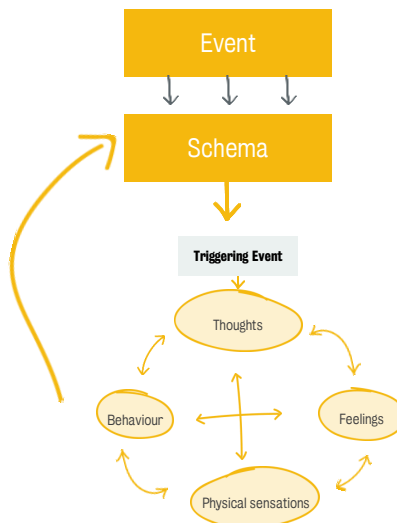 Event
Schema
Triggering Event
Thoughts
Behaviour
Feelings
Physical sensations